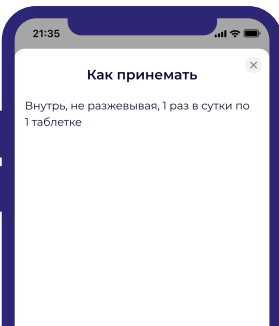 21:35
Как принемать
Внутрь, не разжевывая, 1 раз в сутки по
1 таблетке